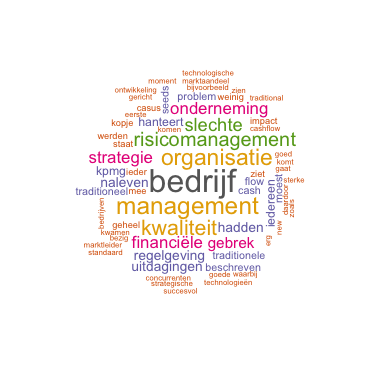 technologische
moment marktaandeel
ontwikkeling bijvoorbeeld zien
gericht seeds probleem weinig traditional
casus onderneming
eerste
kopje hanteert slechte impact
komen cashflow
werden risicomanagement
staat
strategie organisatie goed
komt
kpmg ieder ziet gaat
naleven bedrijf flow iedereen moest sterke
traditioneel mee cash daardoor
bedrijven management zoals
geheel kwaliteit hadden new
kwamen
bezig financiële gebrek erg
marktleider
standaard regelgeving traditionele
uitdagingen beschreven
concurrenten goede waarbij
strategische technologieën
succesvol